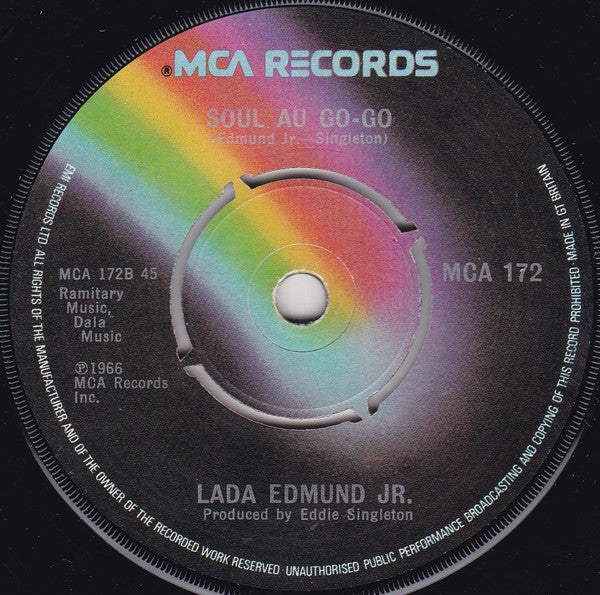 ®MCA RECORDS
SOUL AU GO-GO
(Edmund Jr.—Singleton)
MCA 172B 45
Ramitary
Music,
Dala
Music
℗1966
MCA Records
Inc.
MCA 172
LADA EDMUND JR.
Produced by Eddie Singleton
EMI RECORDS LTD ALL RIGHTS OF THE MANUFACTURER AND OF THE OWNER OF THE RECORDED WORK RESERVED · UNAUTHORISED PUBLIC PERFORMANCE BROADCASTING AND COPYING OF THIS RECORD PROHIBITED MADE IN GT BRITAIN